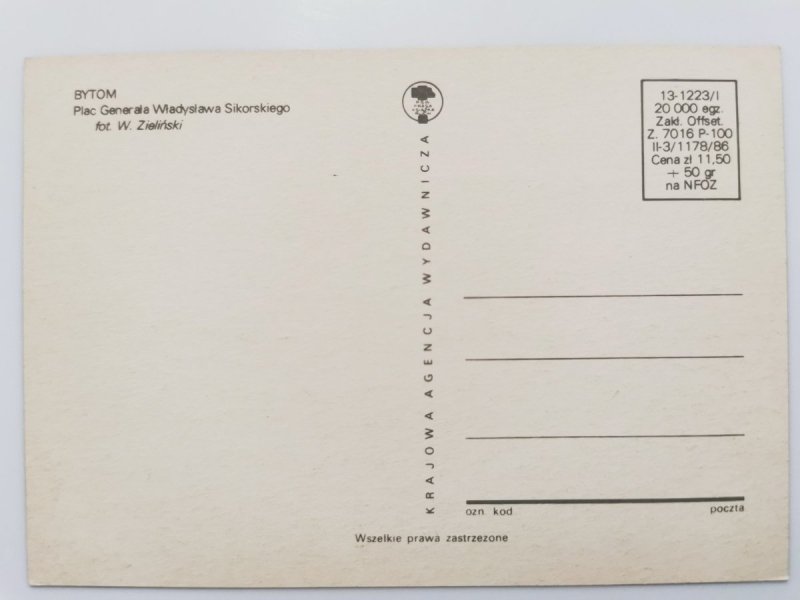 BYTOM
Plac Generała Władysława Sikorskiego
fot. W. Zieliński
KRAJOWA AGENCJA WYDAWNICZA
13-1223/I
20 000 egz.
Zakł. Offset.
Z. 7016 P-100
II-3/1178/86
Cena zł 11,50
+ 50 gr
na NFOZ
ozn. kod
poczta
Wszelkie prawa zastrzeżone